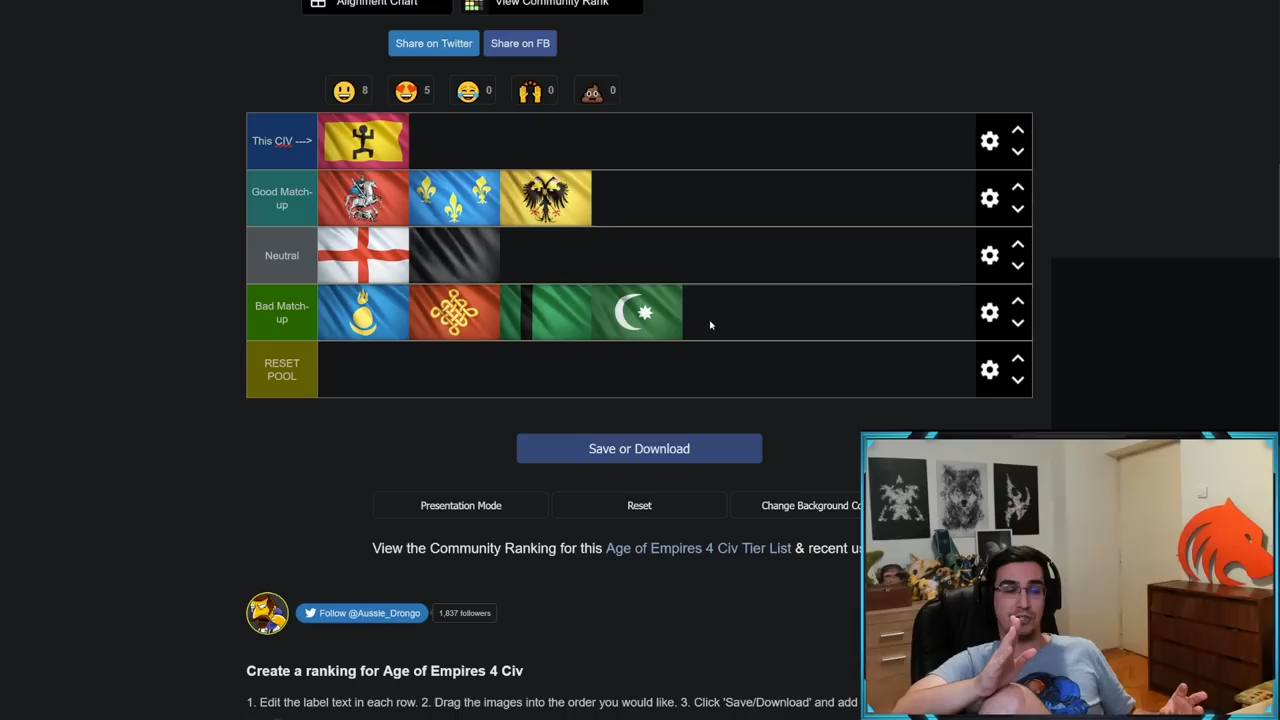 Alignment Chart
View Community Rank
Share on Twitter
Share on FB
8
5
0
0
0
This CIV --->
Good Match-
up
Neutral
Bad Match-
up
RESET
POOL
Save or Download
Presentation Mode
Reset
Change Background Co
View the Community Ranking for this Age of Empires 4 Civ Tier List & recent us
Follow @Aussie_Drongo
1,837 followers
Create a ranking for Age of Empires 4 Civ
1. Edit the label text in each row. 2. Drag the images into the order you would like. 3. Click 'Save/Download' and add